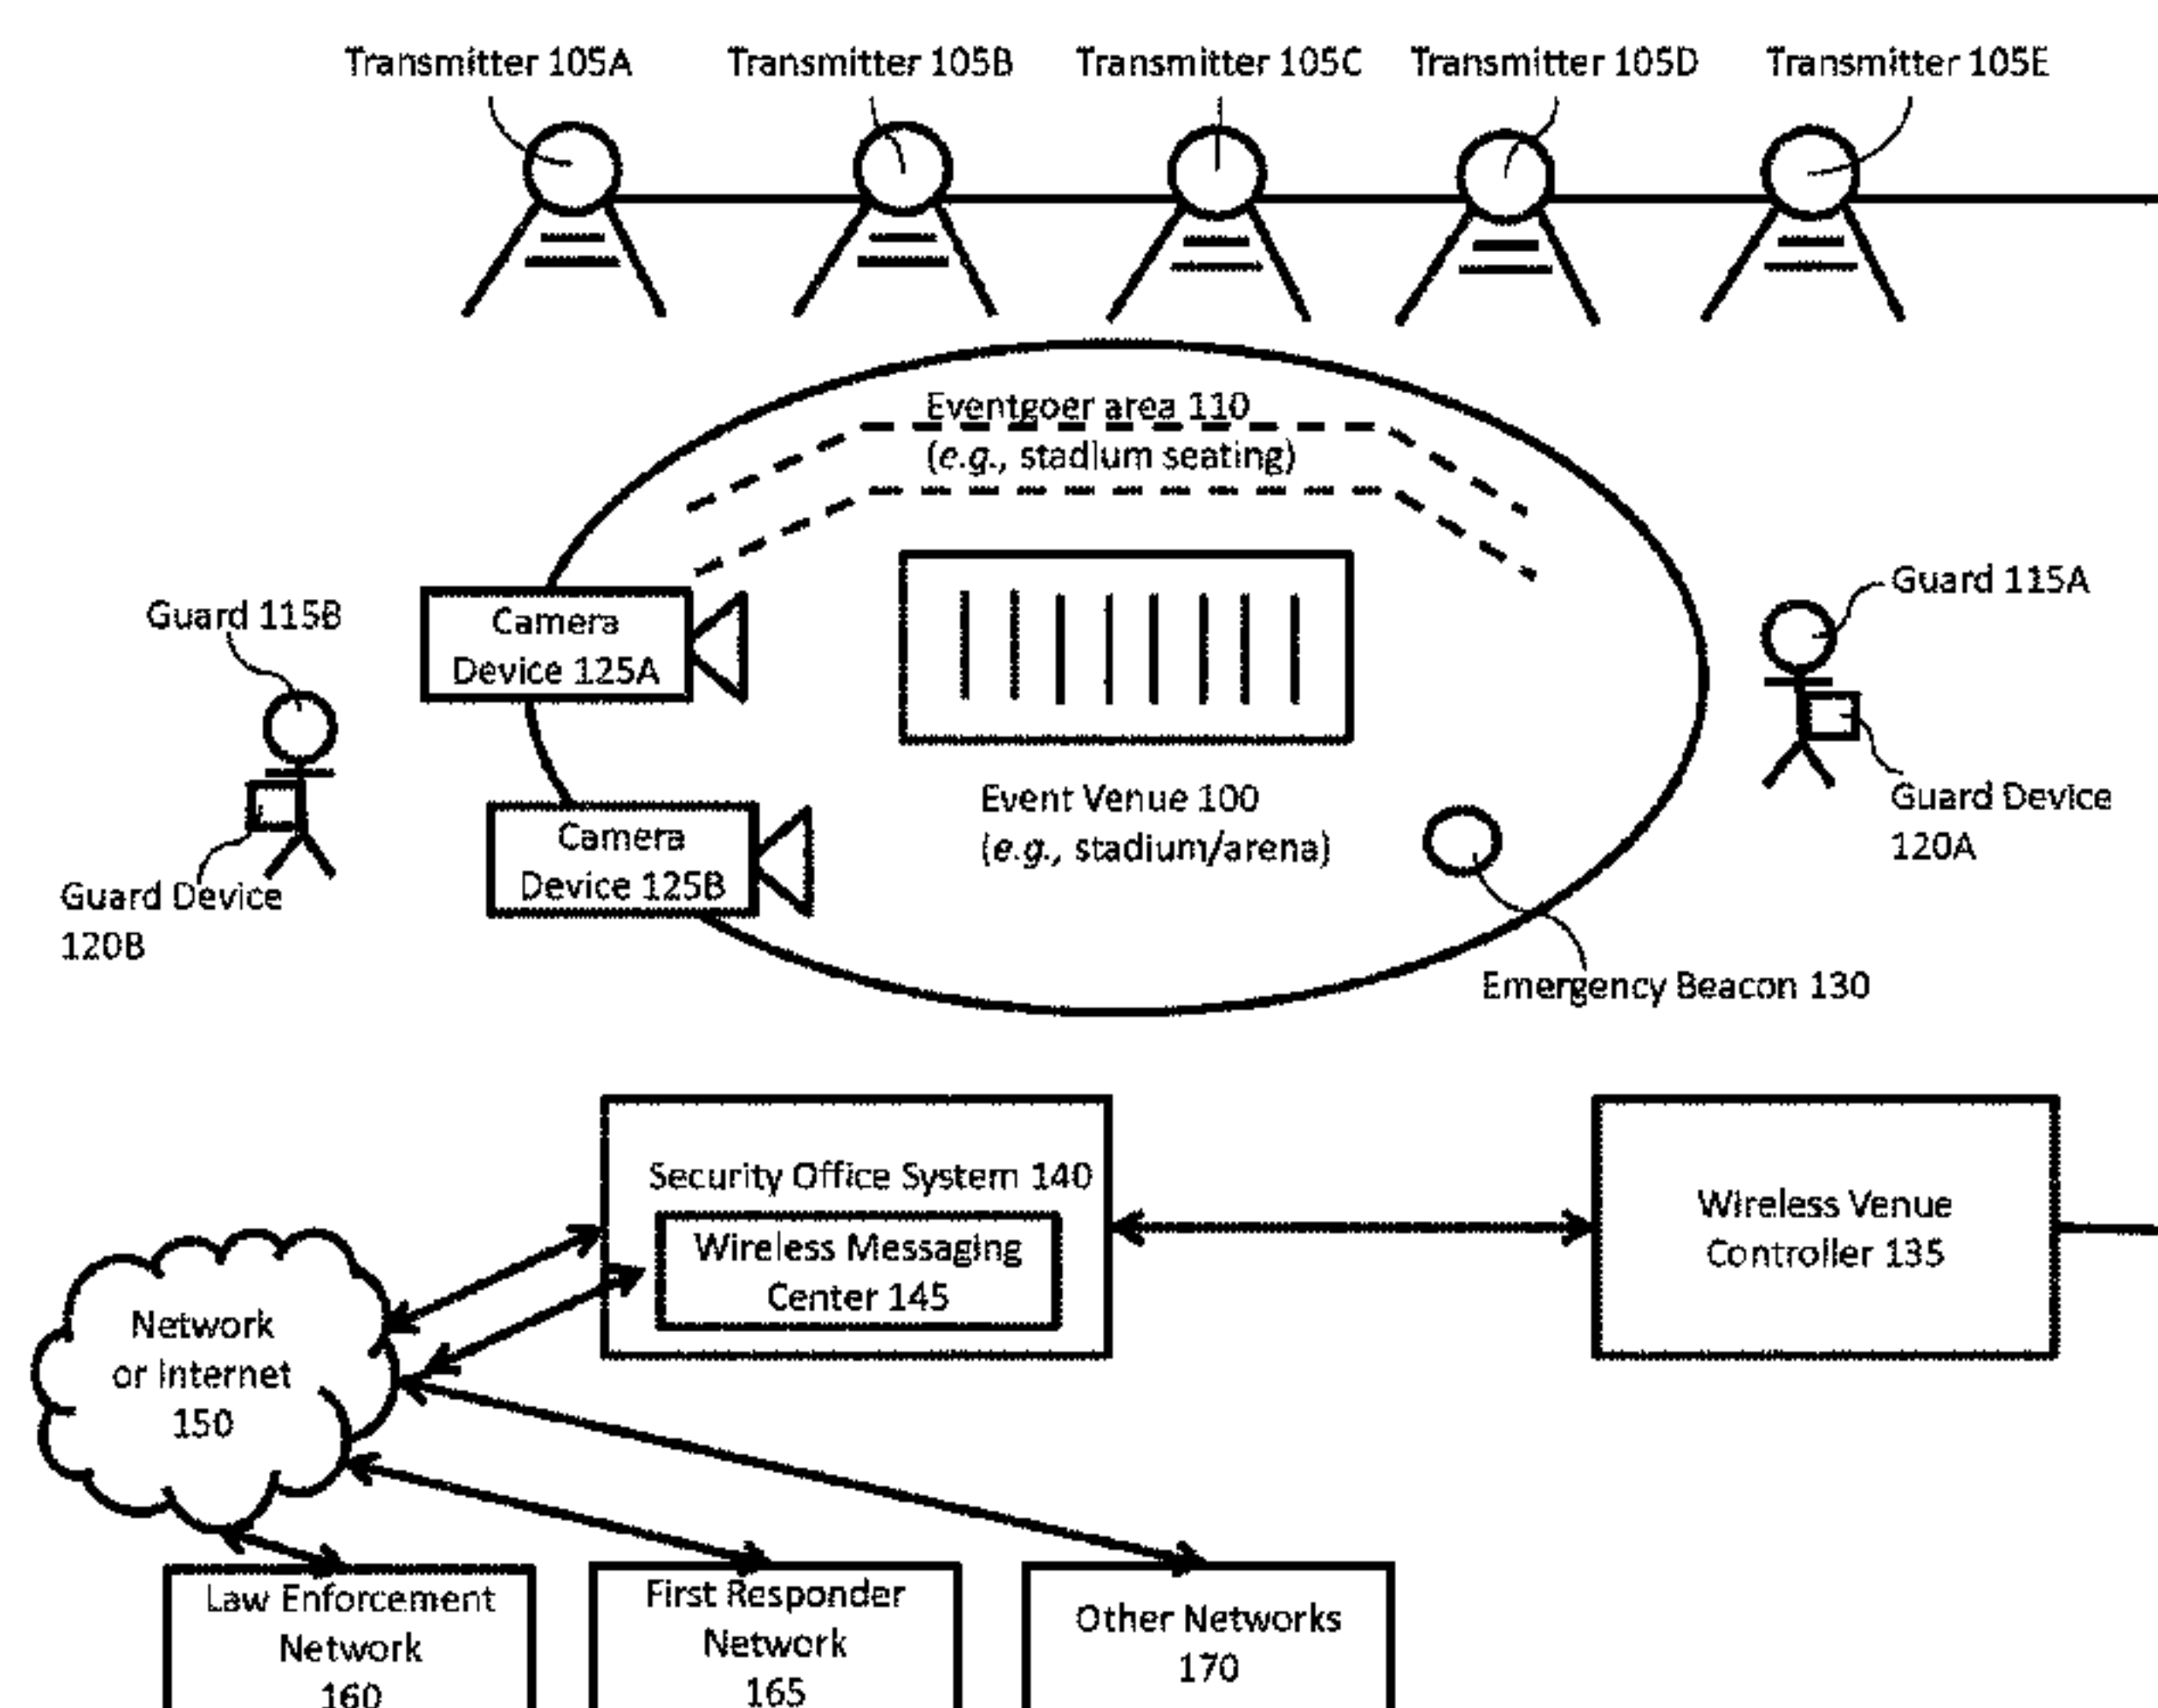 Transmitter 105A
Transmitter 105B
Transmitter 105C
Transmitter 105D
Transmitter 105E
Eventgoer area 110
(e.g., stadium seating)
Guard 115B
Camera
Device 125A
Guard 115A
Guard Device
120B
Camera
Device 125B
Event Venue 100
(e.g., stadium/arena)
Guard Device
120A
Emergency Beacon 130
Security Office System 140
Wireless Messaging
Center 145
Wireless Venue
Controller 135
Network
or Internet
150
Law Enforcement
Network
160
First Responder
Network
165
Other Networks
170